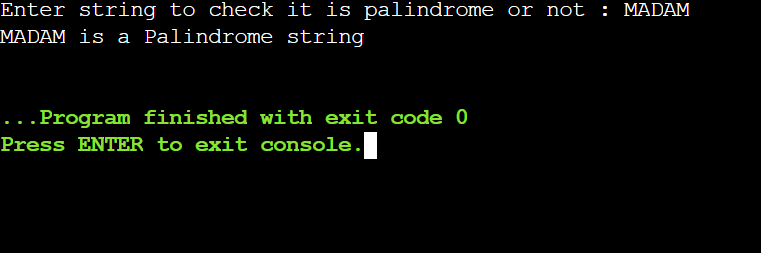 Enter string to check it is palindrome or not : MADAM
MADAM is a Palindrome string
...Program finished with exit code 0
Press ENTER to exit console.